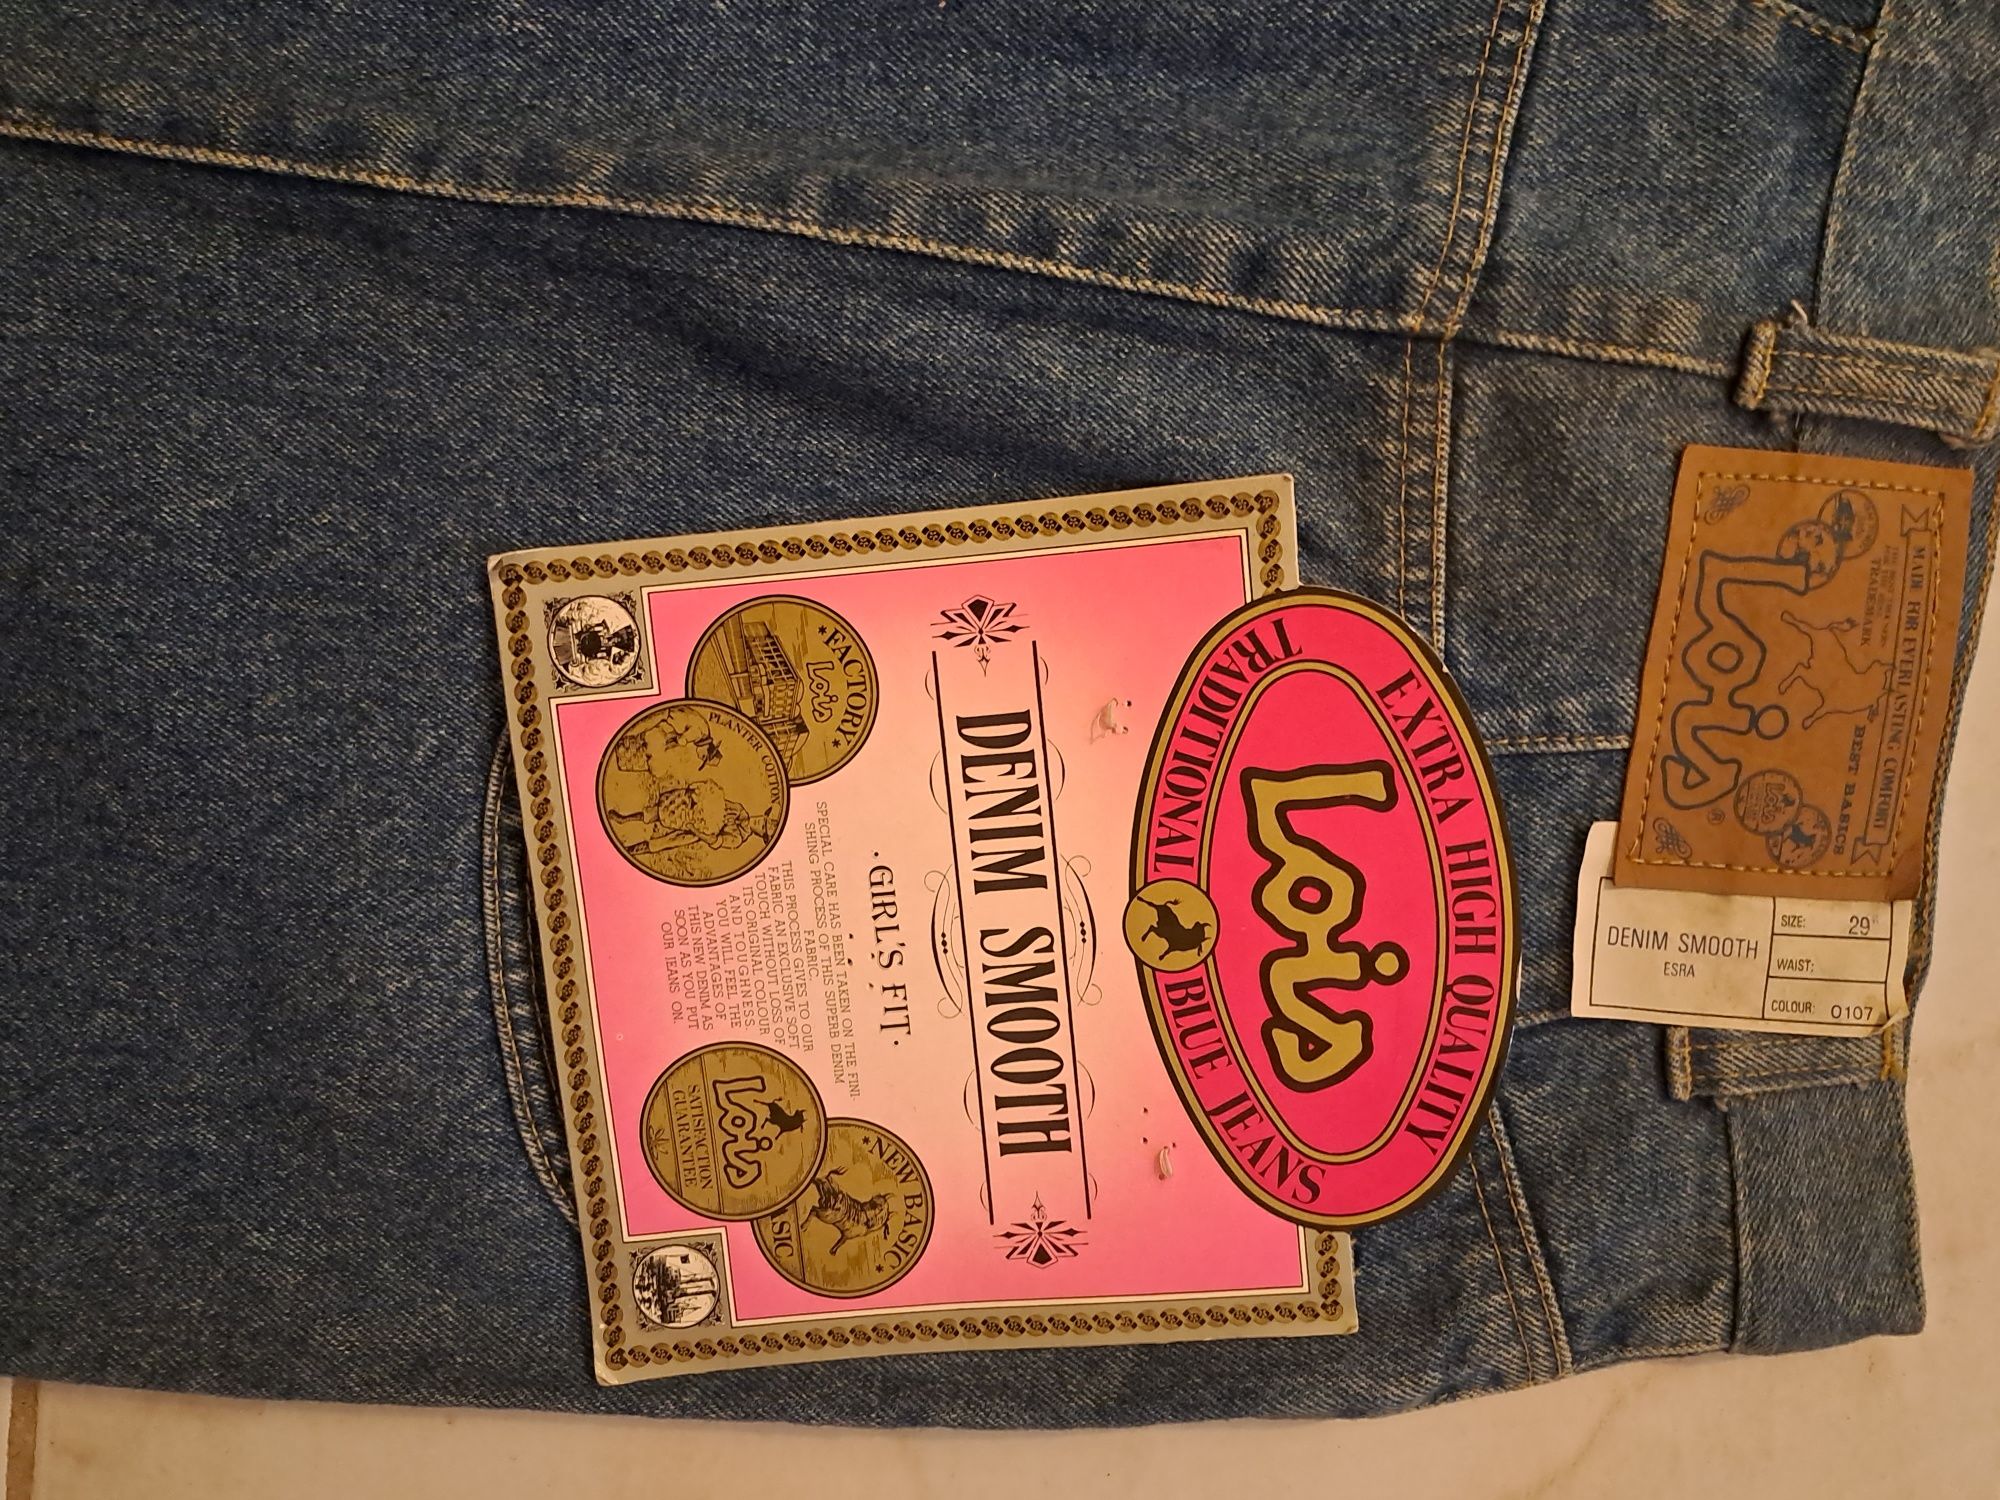 MADE FOR EVERLASTING COMFORT
TRADEMARK
Lois®
BEST BASICS
Lois
DENIM SMOOTH
ESRA
SIZE: 29"
WAIST:
COLOUR: 0107
EXTRA HIGH QUALITY
Lois
TRADITIONAL BLUE JEANS
DENIM SMOOTH
·GIRL'S FIT·
SPECIAL CARE HAS BEEN TAKEN ON THE FINI-
SHING PROCESS OF THIS SUPERB DENIM
FABRIC.
THIS PROCESS GIVES TO OUR
FABRIC AN EXCLUSIVE SOFT
TOUCH WITHOUT LOSS OF
ITS ORIGINAL COLOUR
AND TOUGHNESS.
YOU WILL FEEL THE
ADVANTAGES OF
THIS NEW DENIM AS
SOON AS YOU PUT
OUR JEANS ON.
*FACTORY*
Lois
PLANTER COTTON
*NEW BASIC*
SIC
Lois
SATISFACTION
GUARANTEE